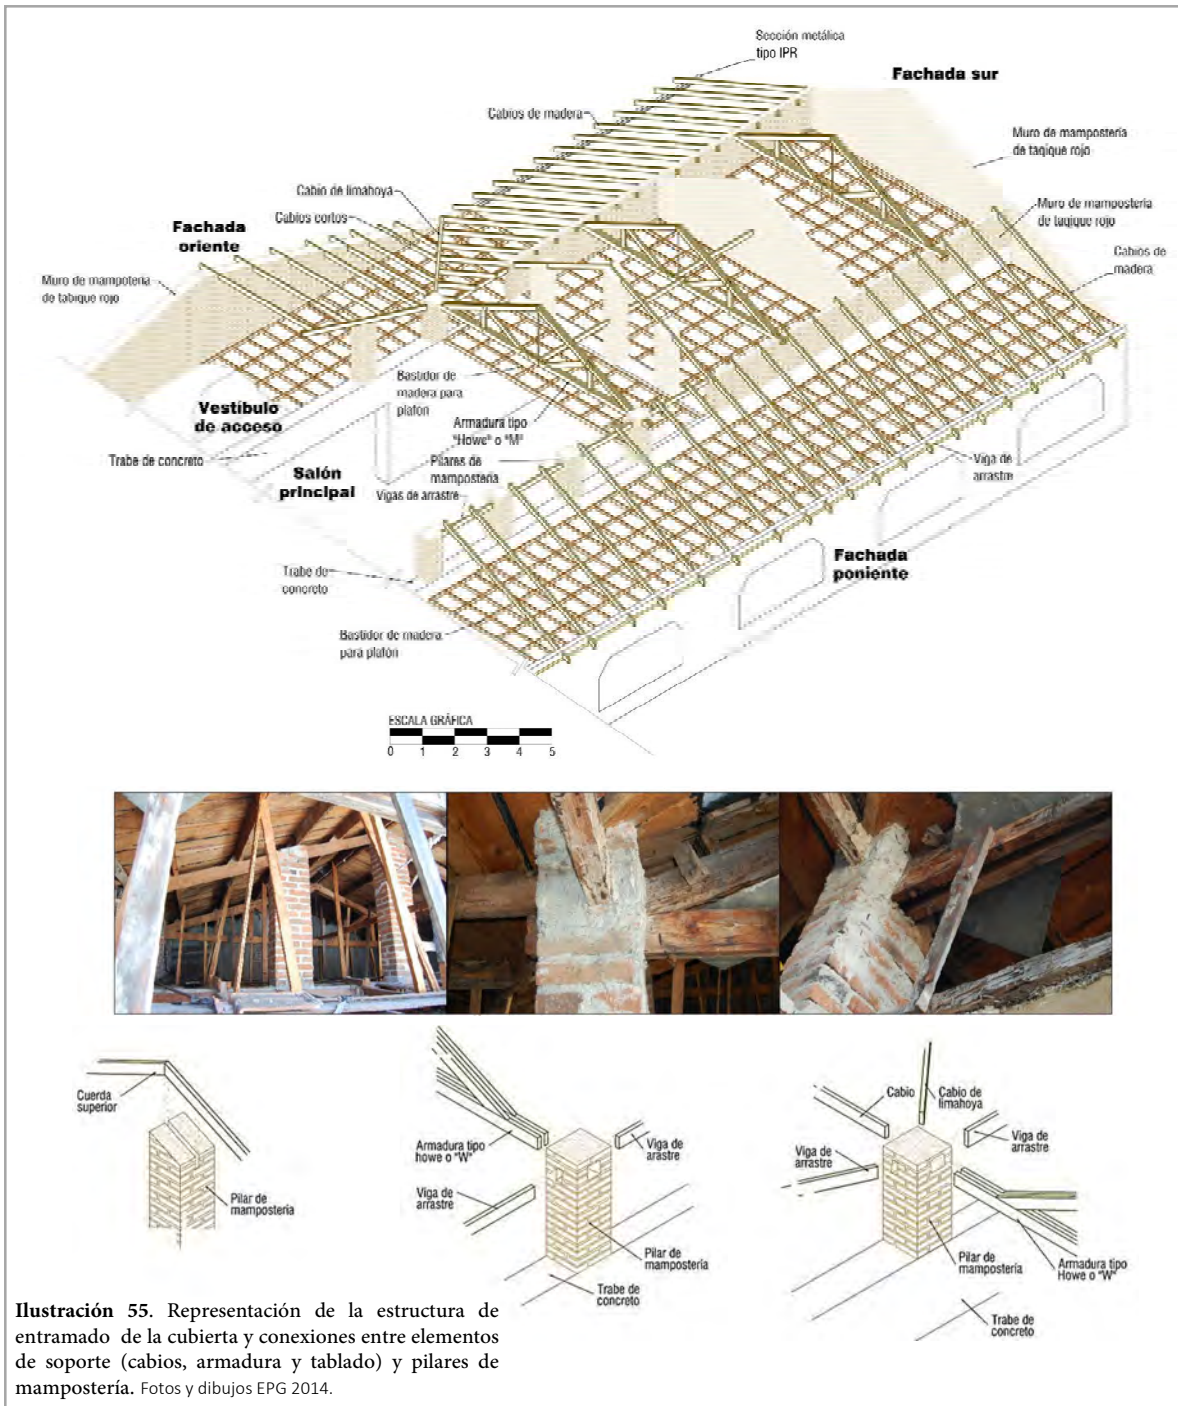 Sección metálica
tipo IPR
Fachada sur
Cabios de madera
Muro de mampostería
de taqique rojo
Cabio de limahoya
Muro de mampostería
de taqique rojo
Cabios cortos
Fachada
oriente
Cabios de
madera
Muro de mampotería
de tabique rojo
Bastidor de
madera para
plafón
Vestíbulo
de acceso
Armadura tipo
"Howe" o "M"
Trabe de concreto
Salón
principal
Pilares de
mampostería
Viga de
arrastre
Vigas de arrastre
Fachada
poniente
Trabe de
concreto
Bastidor de madera
para plafón
ESCALA GRÁFICA
0 1 2 3 4 5
Cuerda
superior
Pilar de
mampostería
Armadura tipo
howe o "W"
Viga de
arastre
Viga de
arrastre
Pilar de
mampostería
Trabe de
concreto
Cabio
Cabio de
limahoya
Viga de
arrastre
Viga de
arrastre
Pilar de
mampostería
Armadura tipo
Howe o "W"
Trabe de
concreto
Ilustración 55. Representación de la estructura de
entramado de la cubierta y conexiones entre elementos
de soporte (cabios, armadura y tablado) y pilares de
mampostería. Fotos y dibujos EPG 2014.